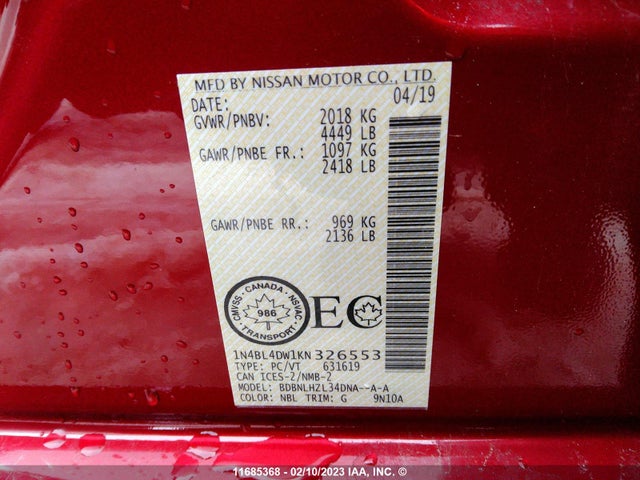 MFD BY NISSAN MOTOR CO., LTD.
DATE: 04/19
GVWR/PNBV: 2018 KG
4449 LB
GAWR/PNBE FR.: 1097 KG
2418 LB
GAWR/PNBE RR.: 969 KG
2136 LB
CMVSS · CANADA · NSVAC
986
TRANSPORT
EC
1N4BL4DW1KN326553
TYPE: PC/VT 631619
CAN ICES-2/NMB-2
MODEL: BDBNLHZL34DNA--A-A
COLOR: NBL TRIM: G 9N10A
11685368 - 02/10/2023 IAA, Inc.